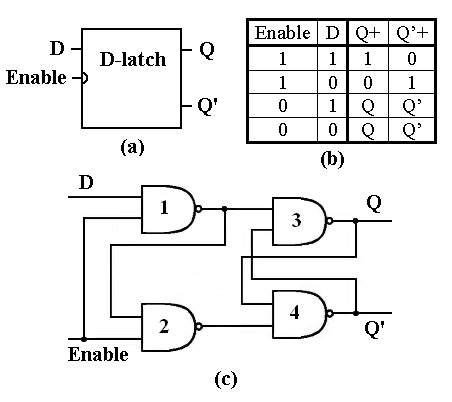 D
Enable
D-latch
Q
Q'
(a)
Enable D Q+ Q'+
1 1 1 0
1 0 0 1
0 1 Q Q'
0 0 Q Q'
(b)
D
1
3
Q
2
4
Q'
Enable
(c)